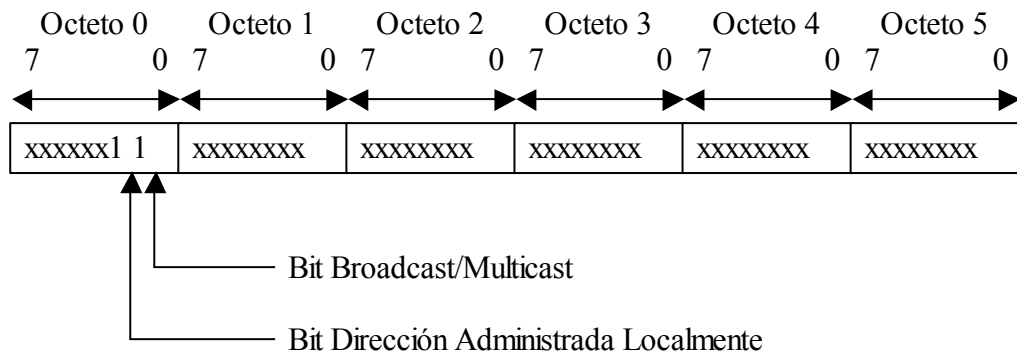 Octeto 0 Octeto 1 Octeto 2 Octeto 3 Octeto 4 Octeto 5
7 0 7 0 7 0 7 0 7 0 7 0
xxxxxx1 1 xxxxxxxx xxxxxxxx xxxxxxxx xxxxxxxx xxxxxxxx
Bit Broadcast/Multicast
Bit Dirección Administrada Localmente